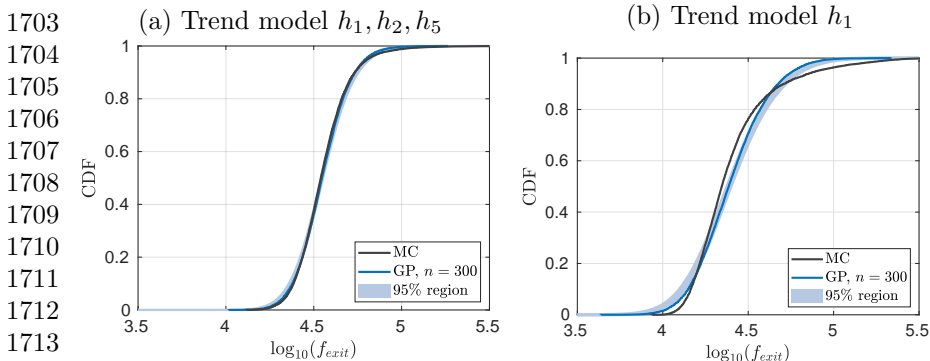 1703
1704
1705
1706
1707
1708
1709
1710
1711
1712
1713
(a) Trend model h₁, h₂, h₅
1
0.8
0.6
0.4
0.2
0
CDF
3.5 4 4.5 5 5.5
log₁₀(f_exit)
MC
GP, n = 300
95% region
(b) Trend model h₁
1
0.8
0.6
0.4
0.2
0
CDF
3.5 4 4.5 5 5.5
log₁₀(f_exit)
MC
GP, n = 300
95% region